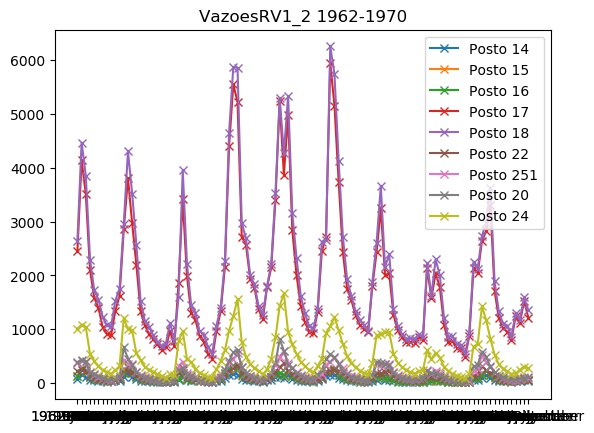 VazoesRV1_2 1962-1970
Posto 14
Posto 15
Posto 16
Posto 17
Posto 18
Posto 22
Posto 251
Posto 20
Posto 24
6000
5000
4000
3000
2000
1000
0